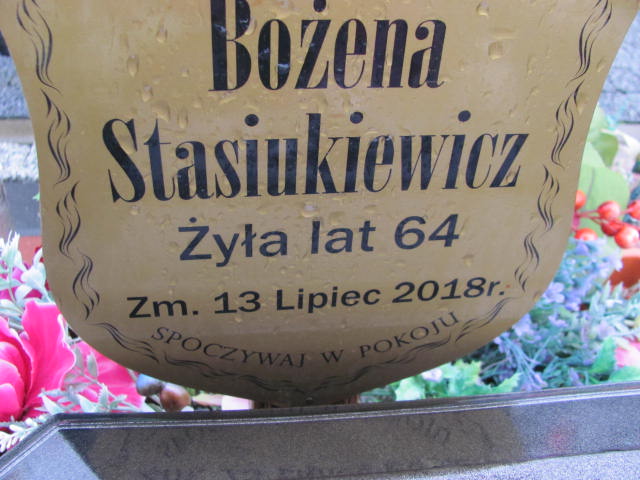 Bożena
Stasiukiewicz
Żyła lat 64
Zm. 13 Lipiec 2018r.
SPOCZYWAJ W POKOJU